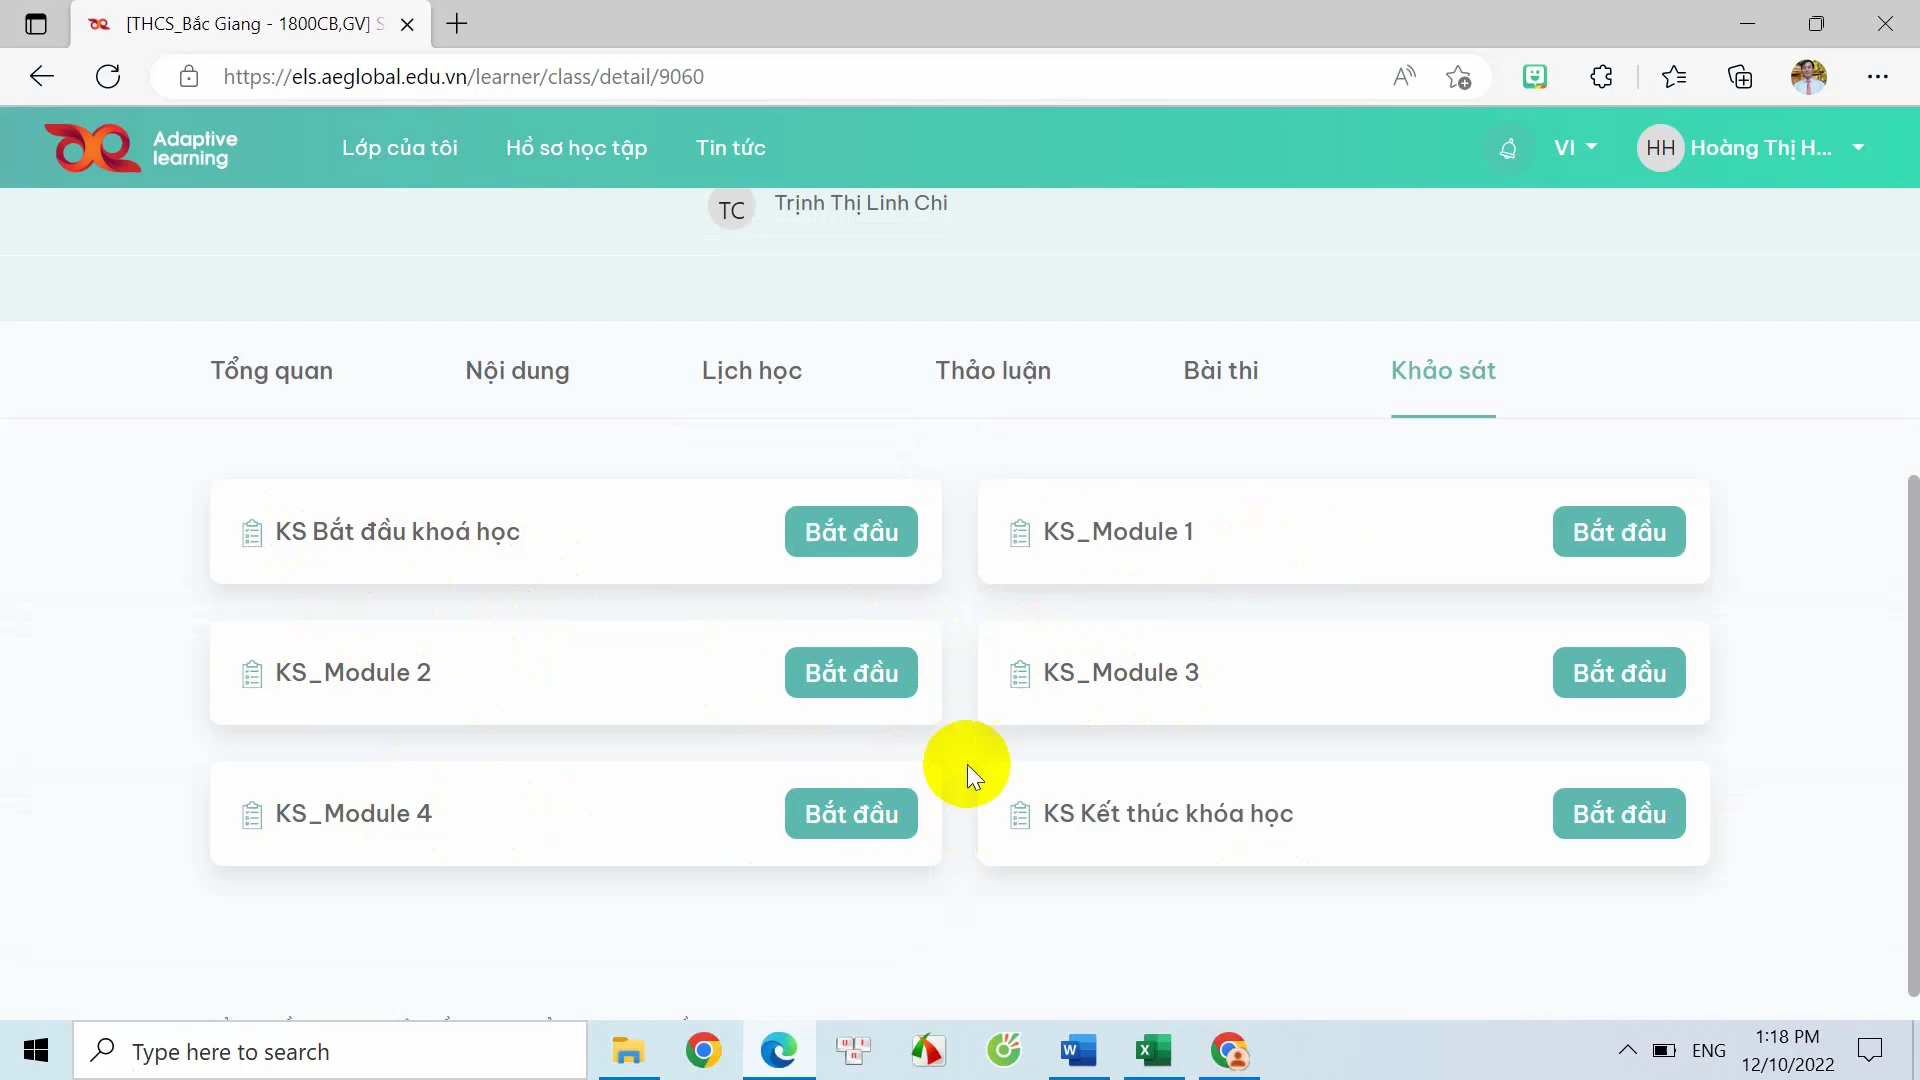 [THCS_Bắc Giang - 1800CB,GV] S
https://els.aeglobal.edu.vn/learner/class/detail/9060
Adaptive
learning
Lớp của tôi
Hồ sơ học tập
Tin tức
VI
HH
Hoàng Thị H...
TC
Trịnh Thị Linh Chi
Tổng quan
Nội dung
Lịch học
Thảo luận
Bài thi
Khảo sát
KS Bắt đầu khoá học
Bắt đầu
KS_Module 1
Bắt đầu
KS_Module 2
Bắt đầu
KS_Module 3
Bắt đầu
KS_Module 4
Bắt đầu
KS Kết thúc khóa học
Bắt đầu
Type here to search
ENG
1:18 PM
12/10/2022